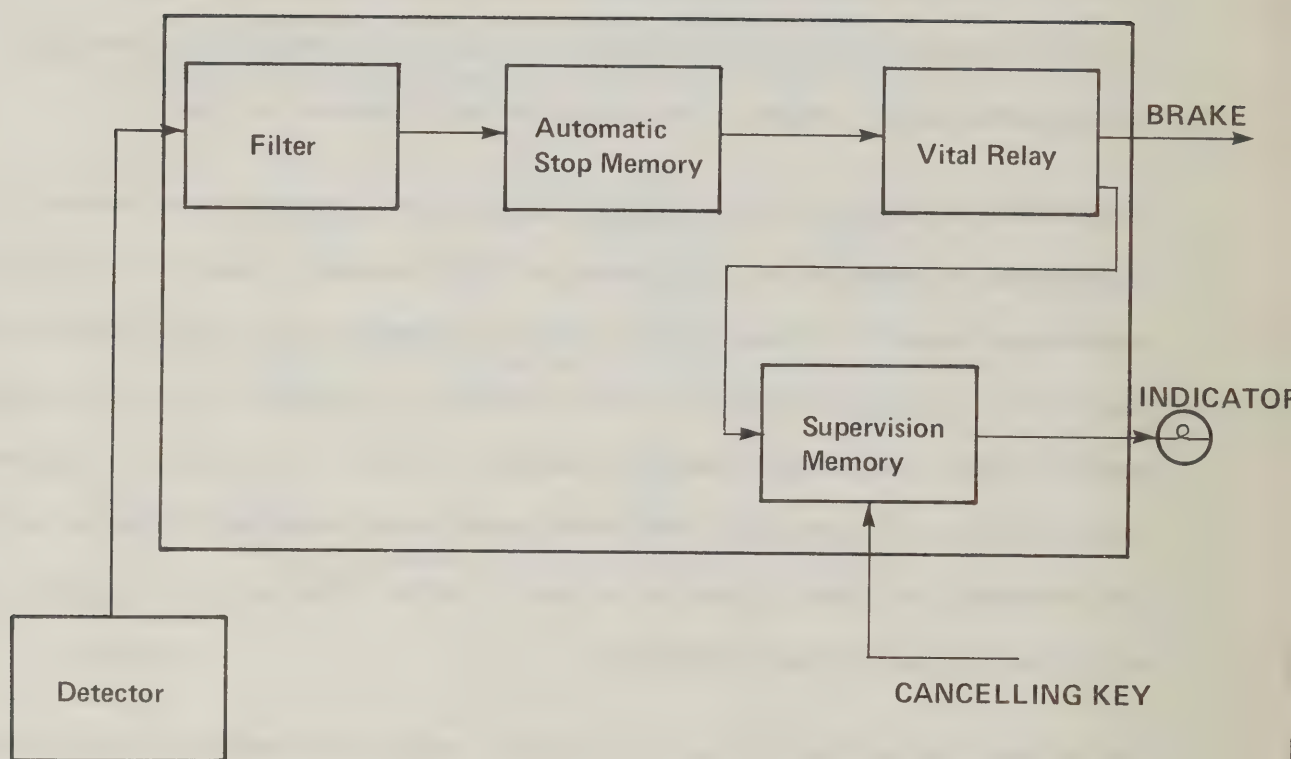 Filter
Automatic
Stop Memory
Vital Relay
BRAKE
Supervision
Memory
INDICATOR
Detector
CANCELLING KEY